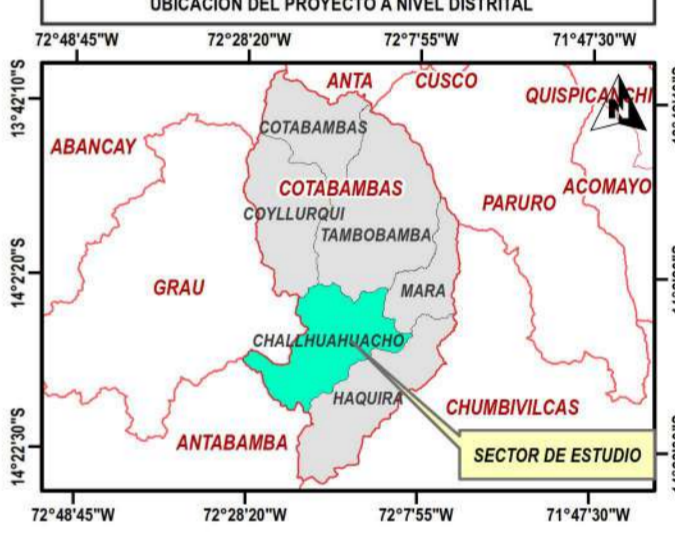 UBICACIÓN DEL PROYECTO A NIVEL DISTRITAL
72°48'45"W 72°28'20"W 72°7'55"W 71°47'30"W
13°42'10"S
ANTA CUSCO
QUISPICANCHI
N
COTABAMBAS
ABANCAY
COTABAMBAS
ACOMAYO
PARURO
COYLLURQUI
TAMBOBAMBA
14°2'20"S
GRAU
MARA
CHALLHUAHUACHO
HAQUIRA
CHUMBIVILCAS
ANTABAMBA
SECTOR DE ESTUDIO
14°22'30"S
72°48'45"W 72°28'20"W 72°7'55"W 71°47'30"W